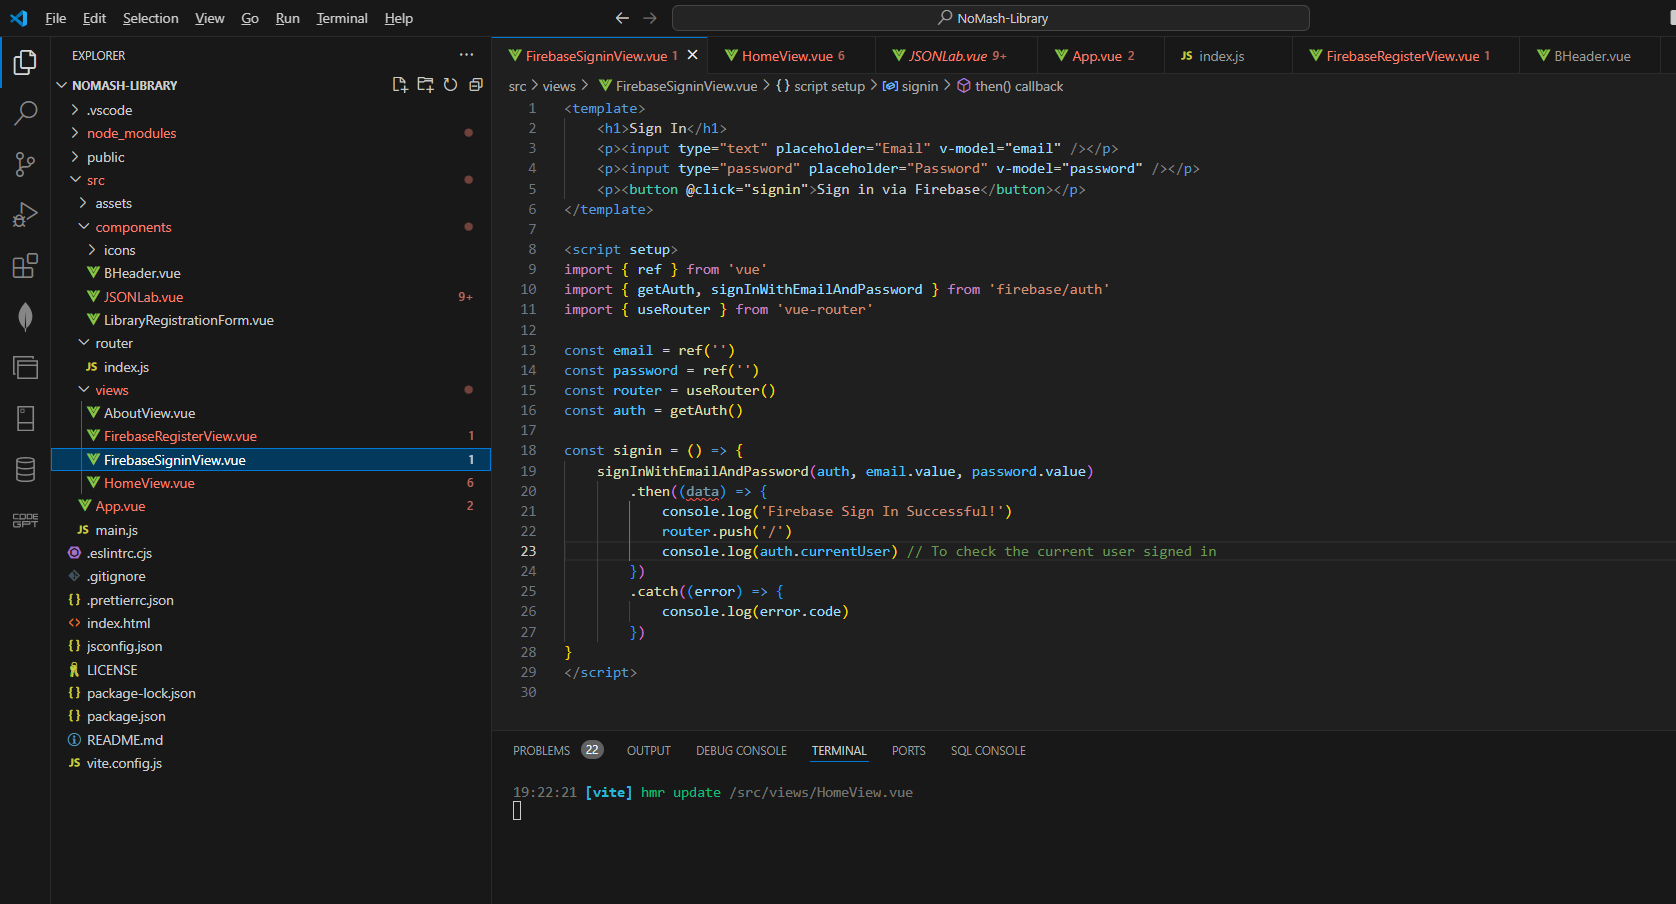 File Edit Selection View Go Run Terminal Help
NoMash-Library
EXPLORER
NOMASH-LIBRARY
.vscode
node_modules
public
src
assets
components
icons
BHeader.vue
JSONLab.vue 9+
LibraryRegistrationForm.vue
router
JS index.js
views
AboutView.vue
FirebaseRegisterView.vue 1
FirebaseSigninView.vue 1
HomeView.vue 6
App.vue 2
JS main.js
.eslintrc.cjs
.gitignore
{} .prettierrc.json
<> index.html
{} jsconfig.json
LICENSE
{} package-lock.json
{} package.json
README.md
JS vite.config.js
CODE
GPT
FirebaseSigninView.vue 1 HomeView.vue 6 JSONLab.vue 9+ App.vue 2 JS index.js FirebaseRegisterView.vue 1 BHeader.vue
src > views > FirebaseSigninView.vue > {} script setup > signin > then() callback
1 <template>
2 <h1>Sign In</h1>
3 <p><input type="text" placeholder="Email" v-model="email" /></p>
4 <p><input type="password" placeholder="Password" v-model="password" /></p>
5 <p><button @click="signin">Sign in via Firebase</button></p>
6 </template>
7
8 <script setup>
9 import { ref } from 'vue'
10 import { getAuth, signInWithEmailAndPassword } from 'firebase/auth'
11 import { useRouter } from 'vue-router'
12
13 const email = ref('')
14 const password = ref('')
15 const router = useRouter()
16 const auth = getAuth()
17
18 const signin = () => {
19 signInWithEmailAndPassword(auth, email.value, password.value)
20 .then((data) => {
21 console.log('Firebase Sign In Successful!')
22 router.push('/')
23 console.log(auth.currentUser) // To check the current user signed in
24 })
25 .catch((error) => {
26 console.log(error.code)
27 })
28 }
29 </script>
30
PROBLEMS 22 OUTPUT DEBUG CONSOLE TERMINAL PORTS SQL CONSOLE
19:22:21 [vite] hmr update /src/views/HomeView.vue